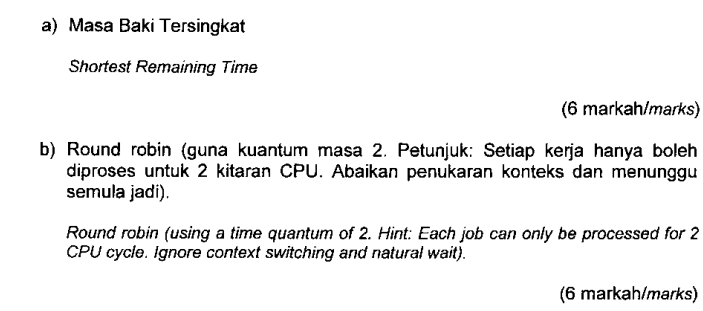 a) Masa Baki Tersingkat
Shortest Remaining Time
(6 markah/marks)
b) Round robin (guna kuantum masa 2. Petunjuk: Setiap kerja hanya boleh
diproses untuk 2 kitaran CPU. Abaikan penukaran konteks dan menunggu
semula jadi).
Round robin (using a time quantum of 2. Hint: Each job can only be processed for 2
CPU cycle. Ignore context switching and natural wait).
(6 markah/marks)